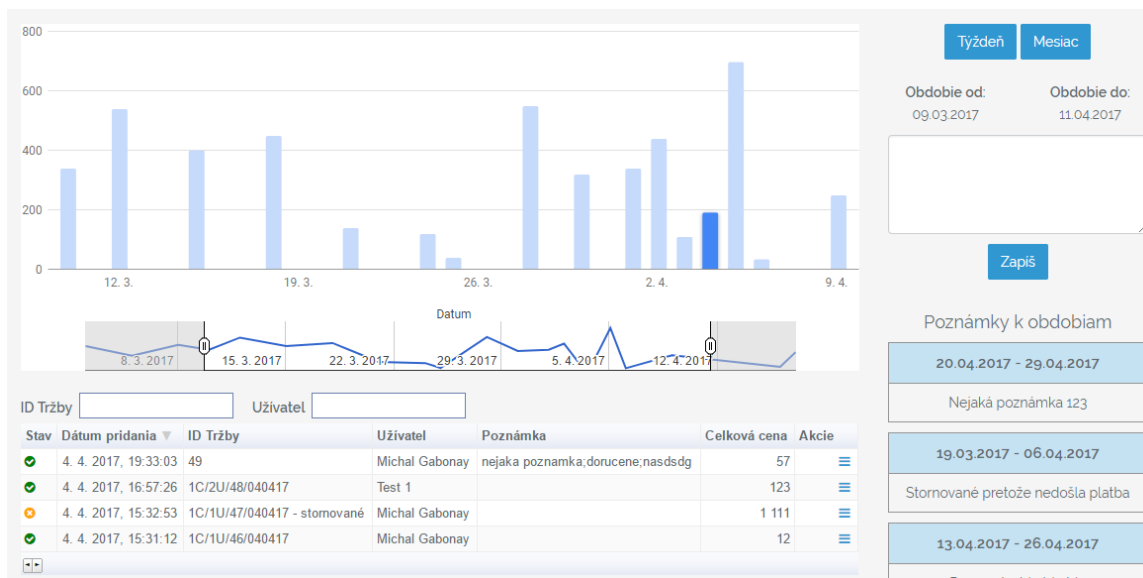 800
600
400
200
0
12. 3.
19. 3.
26. 3.
2. 4.
9. 4.
Datum
8. 3. 2017
15. 3. 2017
22. 3. 2017
29. 3. 2017
5. 4. 2017
12. 4. 2017
ID Tržby
Užívatel
Stav Dátum pridania ▼ ID Tržby Užívatel Poznámka Celková cena Akcie
4. 4. 2017, 19:33:03 49 Michal Gabonay nejaka poznamka;dorucene;nasdsdg 57
4. 4. 2017, 16:57:26 1C/2U/48/040417 Test 1 123
4. 4. 2017, 15:32:53 1C/1U/47/040417 - stornované Michal Gabonay 1 111
4. 4. 2017, 15:31:12 1C/1U/46/040417 Michal Gabonay 12
Týždeň Mesiac
Obdobie od: Obdobie do:
09.03.2017 11.04.2017
Zapíš
Poznámky k obdobiam
20.04.2017 - 29.04.2017
Nejaká poznámka 123
19.03.2017 - 06.04.2017
Stornované pretože nedošla platba
13.04.2017 - 26.04.2017